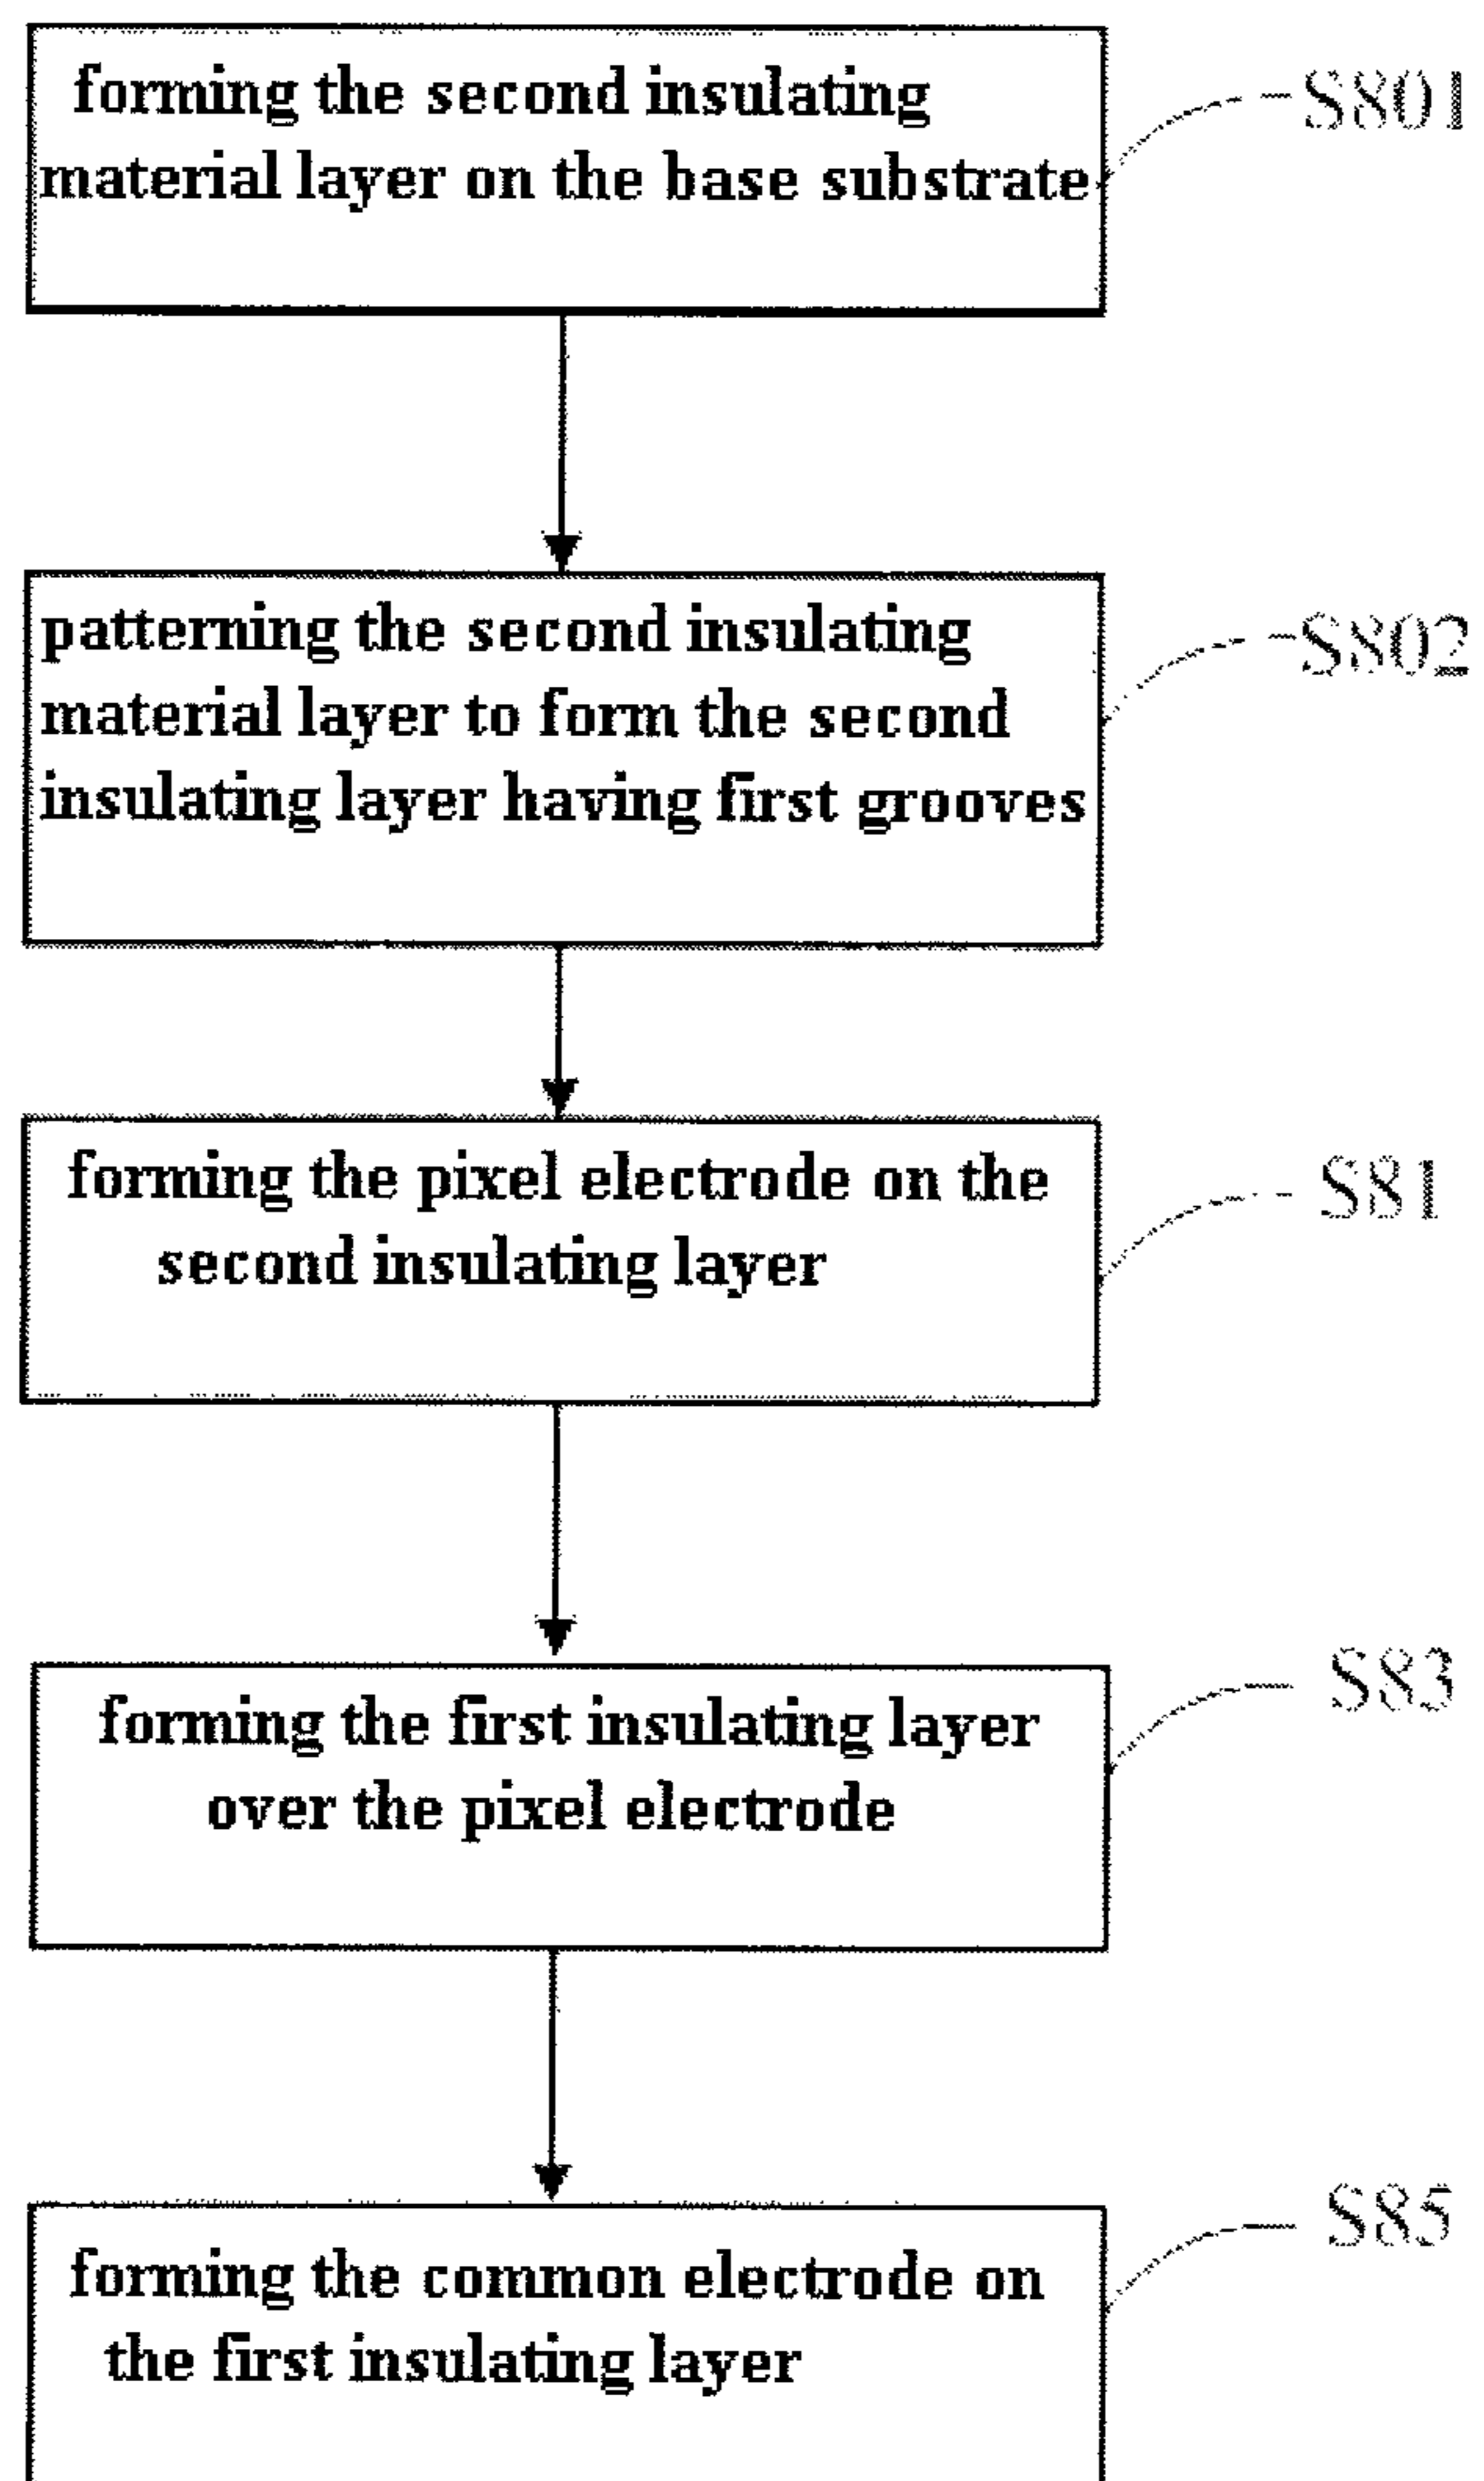 forming the second insulating
material layer on the base substrate
S801
patterning the second insulating
material layer to form the second
insulating layer having first grooves
S802
forming the pixel electrode on the
second insulating layer
S81
forming the first insulating layer
over the pixel electrode
S83
forming the common electrode on
the first insulating layer
S85